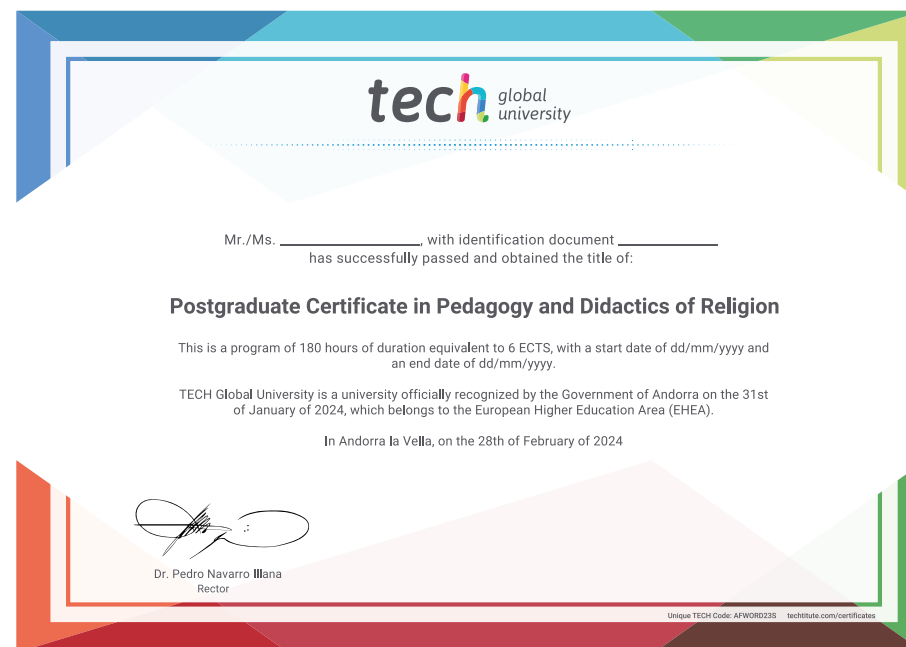 tech global
university
Mr./Ms. ____________, with identification document ____________
has successfully passed and obtained the title of:
Postgraduate Certificate in Pedagogy and Didactics of Religion
This is a program of 180 hours of duration equivalent to 6 ECTS, with a start date of dd/mm/yyyy and
an end date of dd/mm/yyyy.
TECH Global University is a university officially recognized by the Government of Andorra on the 31st
of January of 2024, which belongs to the European Higher Education Area (EHEA).
In Andorra la Vella, on the 28th of February of 2024
Dr. Pedro Navarro Illana
Rector
Unique TECH Code: AFWORD23S techtitute.com/certificates